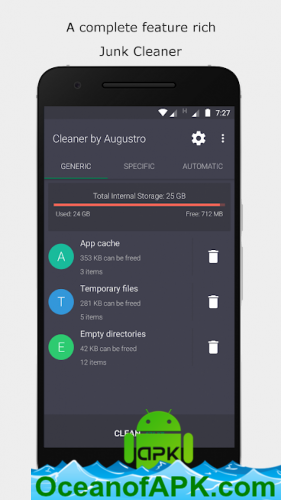 A complete feature rich
Junk Cleaner
7:27
Cleaner by Augustro
GENERIC SPECIFIC AUTOMATIC
Total Internal Storage: 25 GB
Used: 24 GB Free: 712 MB
A App cache
353 KB can be freed
3 items
T Temporary files
281 KB can be freed
5 items
E Empty directories
42 KB can be freed
12 items
CLEAN
apk
OceanofAPK.com